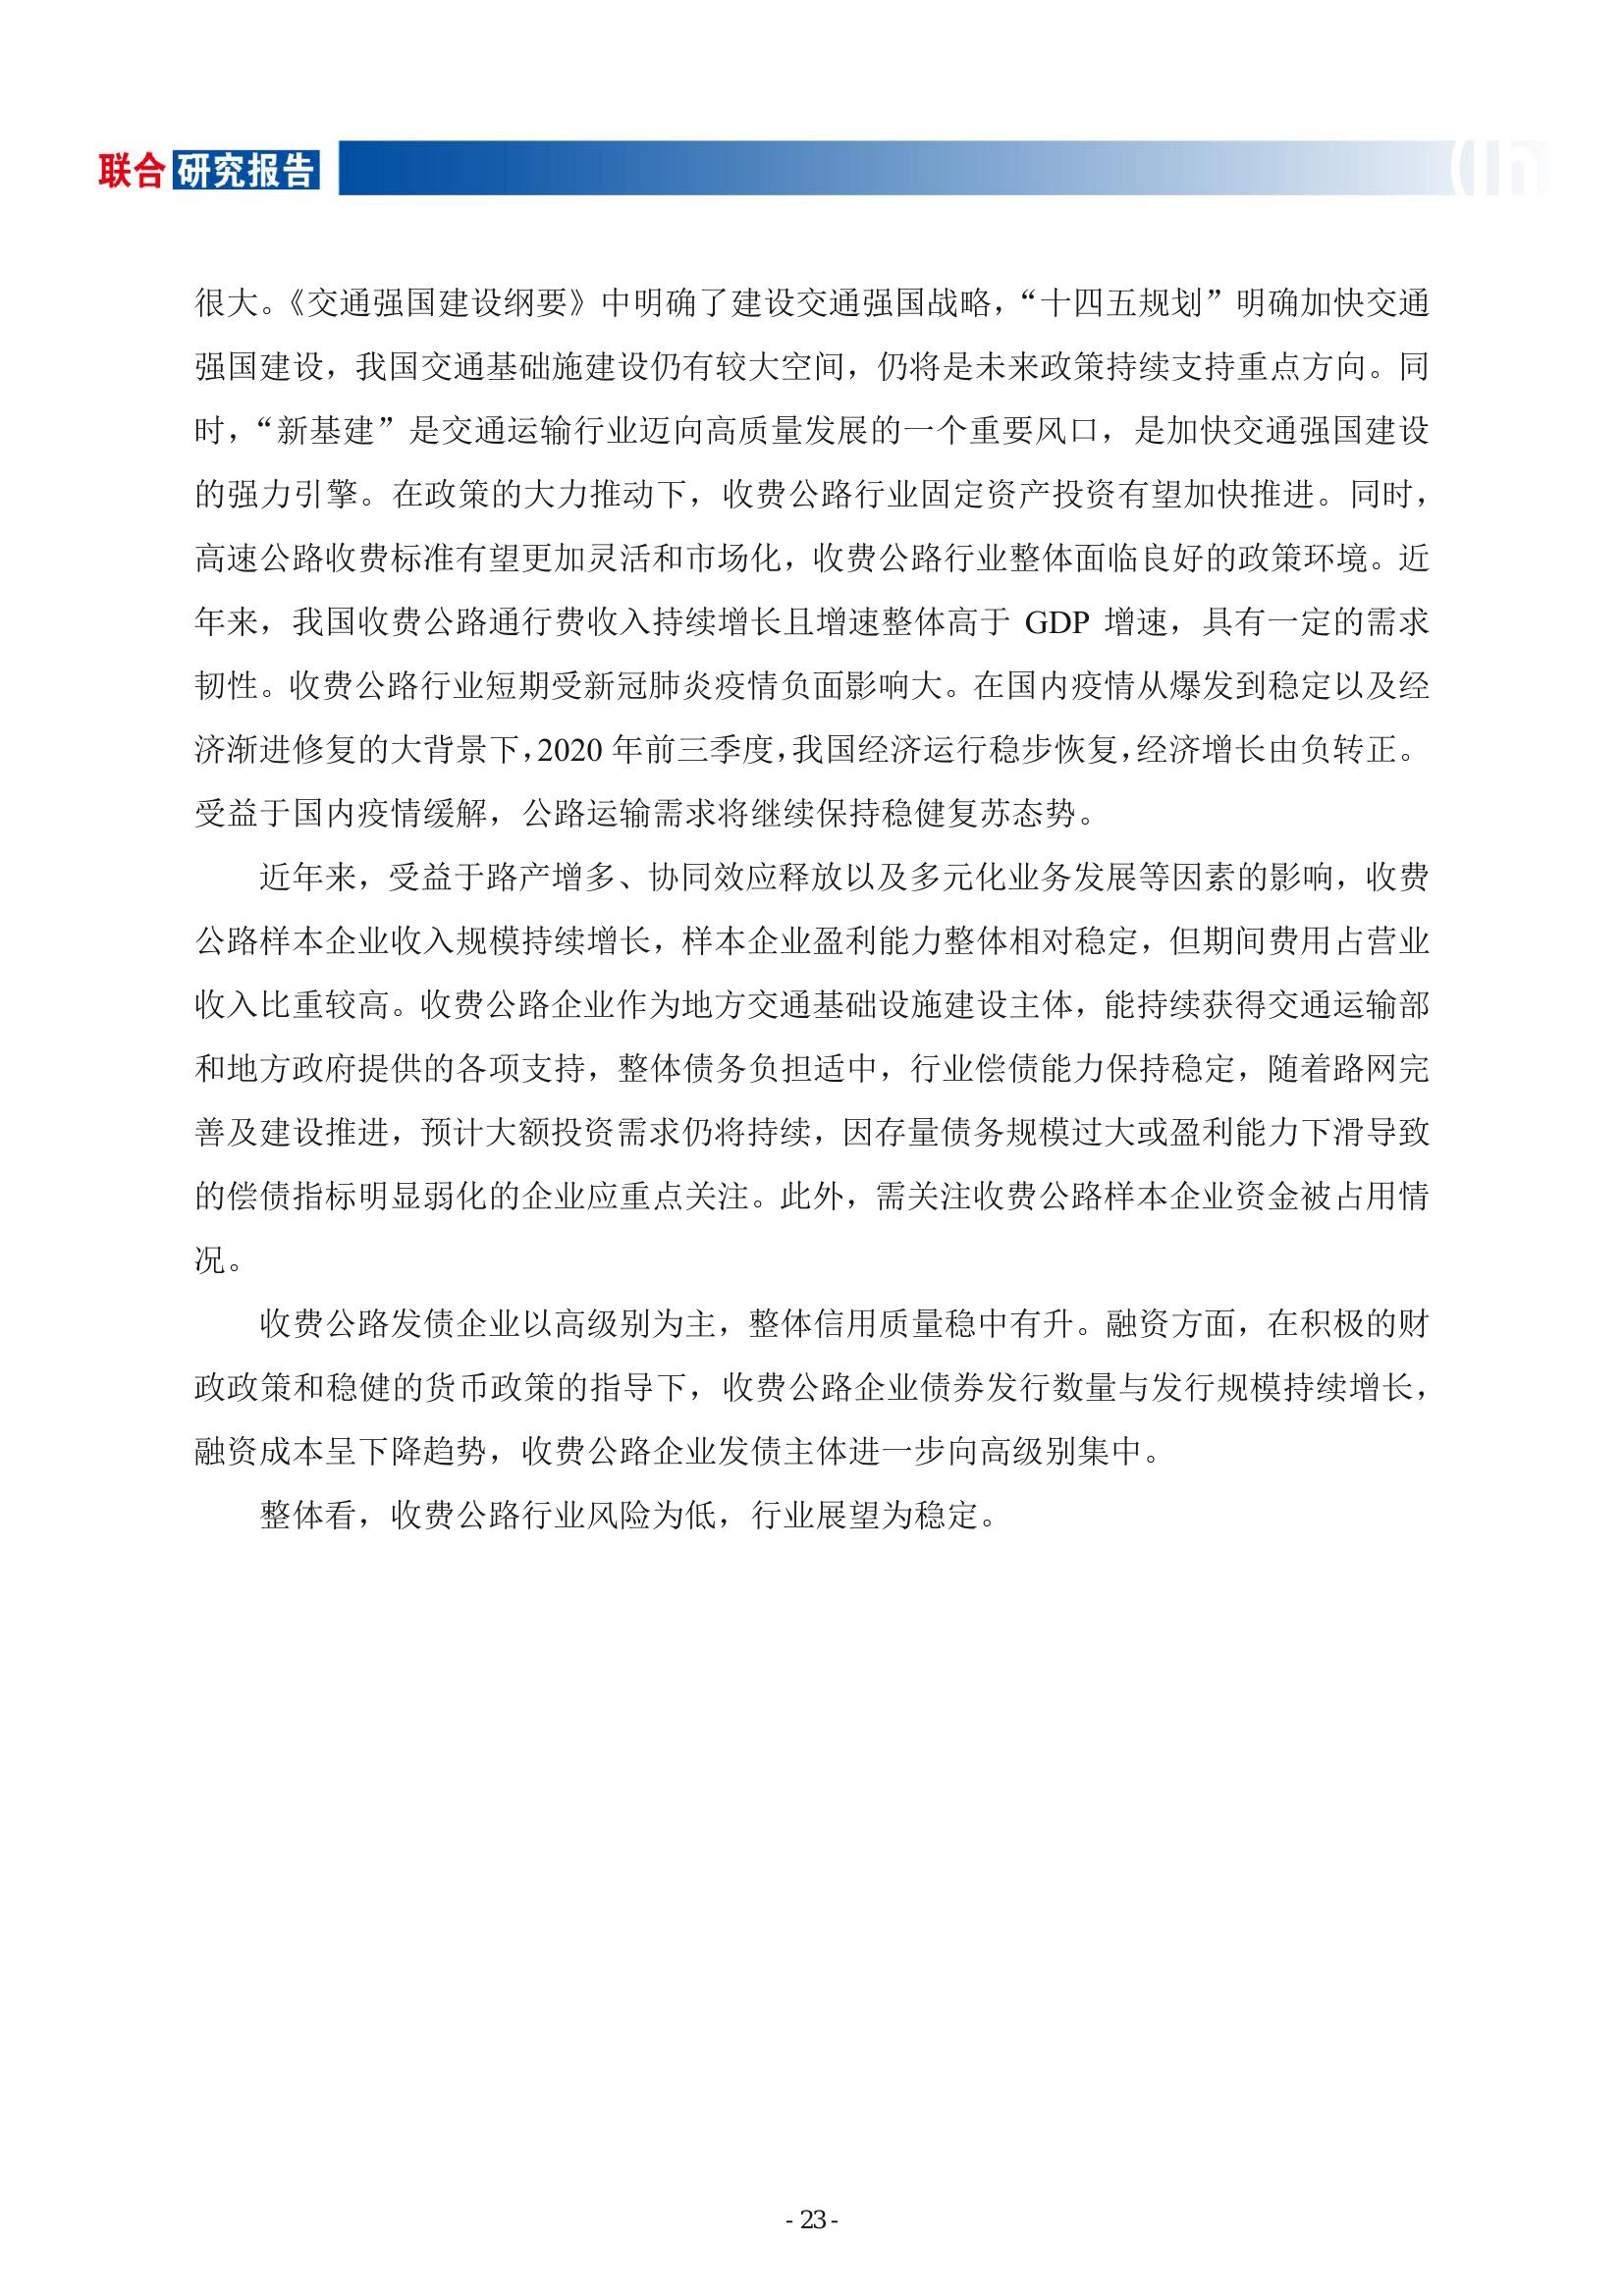 联合 研究报告
很大。《交通强国建设纲要》中明确了建设交通强国战略，“十四五规划”明确加快交通
强国建设，我国交通基础施建设仍有较大空间，仍将是未来政策持续支持重点方向。同
时，“新基建”是交通运输行业迈向高质量发展的一个重要风口，是加快交通强国建设
的强力引擎。在政策的大力推动下，收费公路行业固定资产投资有望加快推进。同时，
高速公路收费标准有望更加灵活和市场化，收费公路行业整体面临良好的政策环境。近
年来，我国收费公路通行费收入持续增长且增速整体高于 GDP 增速，具有一定的需求
韧性。收费公路行业短期受新冠肺炎疫情负面影响大。在国内疫情从爆发到稳定以及经
济渐进修复的大背景下，2020 年前三季度，我国经济运行稳步恢复，经济增长由负转正。
受益于国内疫情缓解，公路运输需求将继续保持稳健复苏态势。
近年来，受益于路产增多、协同效应释放以及多元化业务发展等因素的影响，收费
公路样本企业收入规模持续增长，样本企业盈利能力整体相对稳定，但期间费用占营业
收入比重较高。收费公路企业作为地方交通基础设施建设主体，能持续获得交通运输部
和地方政府提供的各项支持，整体债务负担适中，行业偿债能力保持稳定，随着路网完
善及建设推进，预计大额投资需求仍将持续，因存量债务规模过大或盈利能力下滑导致
的偿债指标明显弱化的企业应重点关注。此外，需关注收费公路样本企业资金被占用情
况。
收费公路发债企业以高级别为主，整体信用质量稳中有升。融资方面，在积极的财
政政策和稳健的货币政策的指导下，收费公路企业债券发行数量与发行规模持续增长，
融资成本呈下降趋势，收费公路企业发债主体进一步向高级别集中。
整体看，收费公路行业风险为低，行业展望为稳定。
- 23 -